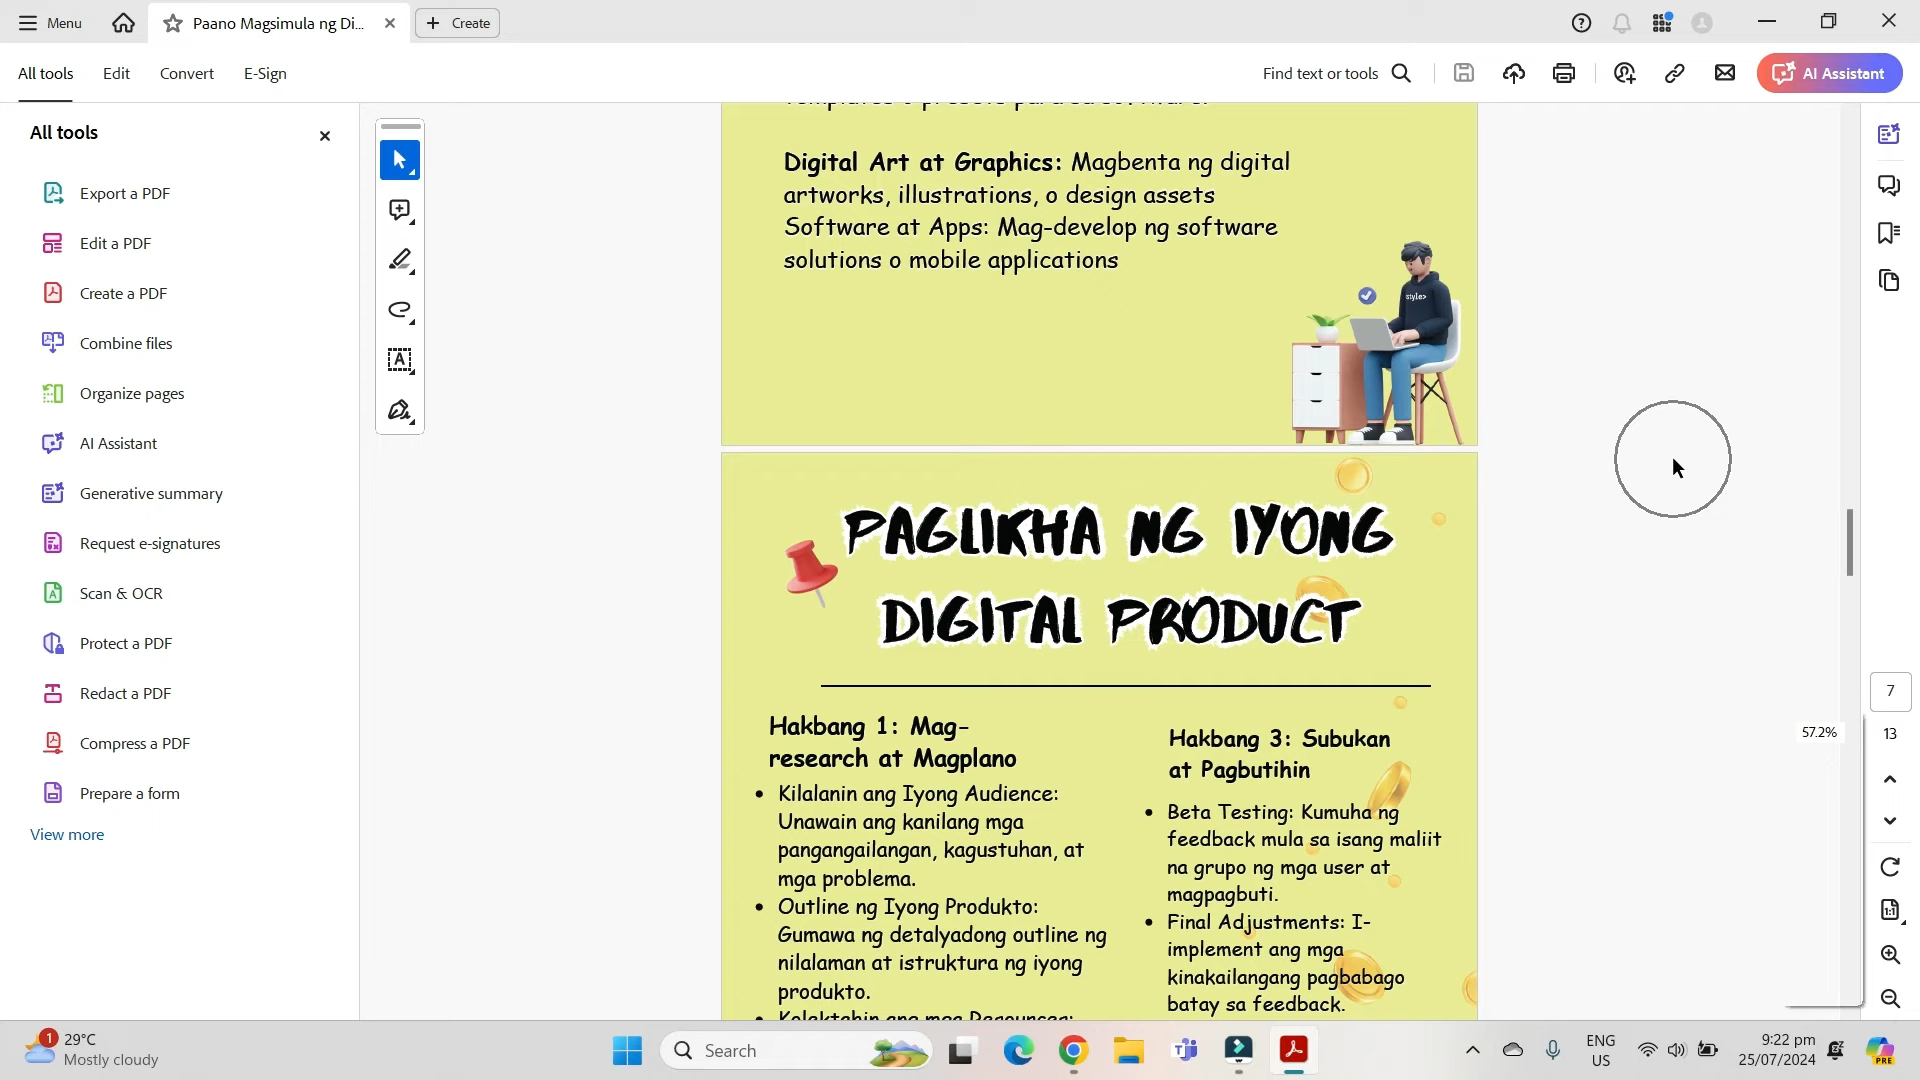 Menu
Paano Magsimula ng Di...
Create
All tools
Edit
Convert
E-Sign
Find text or tools
AI Assistant
All tools
Export a PDF
Edit a PDF
Create a PDF
Combine files
Organize pages
AI Assistant
Generative summary
Request e-signatures
Scan & OCR
Protect a PDF
Redact a PDF
Compress a PDF
Prepare a form
View more
Digital Art at Graphics: Magbenta ng digital
artworks, illustrations, o design assets
Software at Apps: Mag-develop ng software
solutions o mobile applications
style>
PAGLIKHA NG IYONG
DIGITAL PRODUCT
Hakbang 1: Mag-
research at Magplano
Kilalanin ang Iyong Audience:
Unawain ang kanilang mga
pangangailangan, kagustuhan, at
mga problema.
Outline ng Iyong Produkto:
Gumawa ng detalyadong outline ng
nilalaman at istruktura ng iyong
produkto.
Hakbang 3: Subukan
at Pagbutihin
Beta Testing: Kumuha ng
feedback mula sa isang maliit
na grupo ng mga user at
magpagbuti.
Final Adjustments: I-
implement ang mga
kinakailangang pagbabago
batay sa feedback.
7
13
57.2%
1:1
1
29°C
Mostly cloudy
Search
ENG
US
9:22 pm
25/07/2024
PRE